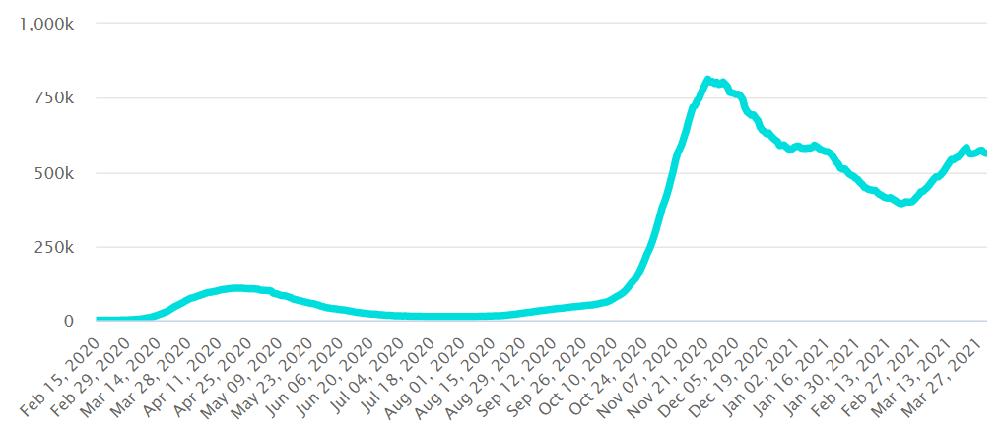 1,000k
750k
500k
250k
0
Feb 15, 2020
Feb 29, 2020
Mar 14, 2020
Mar 28, 2020
Apr 11, 2020
Apr 25, 2020
May 09, 2020
May 23, 2020
Jun 06, 2020
Jun 20, 2020
Jul 04, 2020
Jul 18, 2020
Aug 01, 2020
Aug 15, 2020
Aug 29, 2020
Sep 12, 2020
Sep 26, 2020
Oct 10, 2020
Oct 24, 2020
Nov 07, 2020
Nov 21, 2020
Dec 05, 2020
Dec 19, 2020
Jan 02, 2021
Jan 16, 2021
Jan 30, 2021
Feb 13, 2021
Feb 27, 2021
Mar 13, 2021
Mar 27, 2021